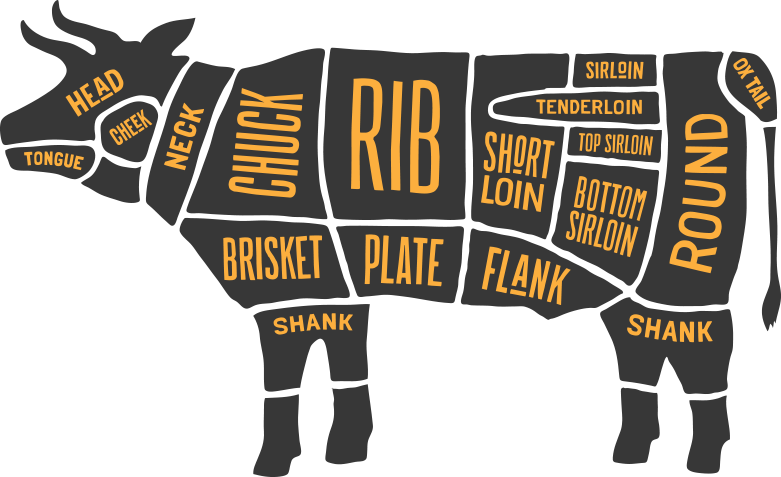 HEAD
CHEEK
TONGUE
NECK
CHUCK
RIB
SHORT
LOIN
SIRLOIN
TENDERLOIN
TOP SIRLOIN
BOTTOM
SIRLOIN
ROUND
OX TAIL
BRISKET
PLATE
FLANK
SHANK
SHANK